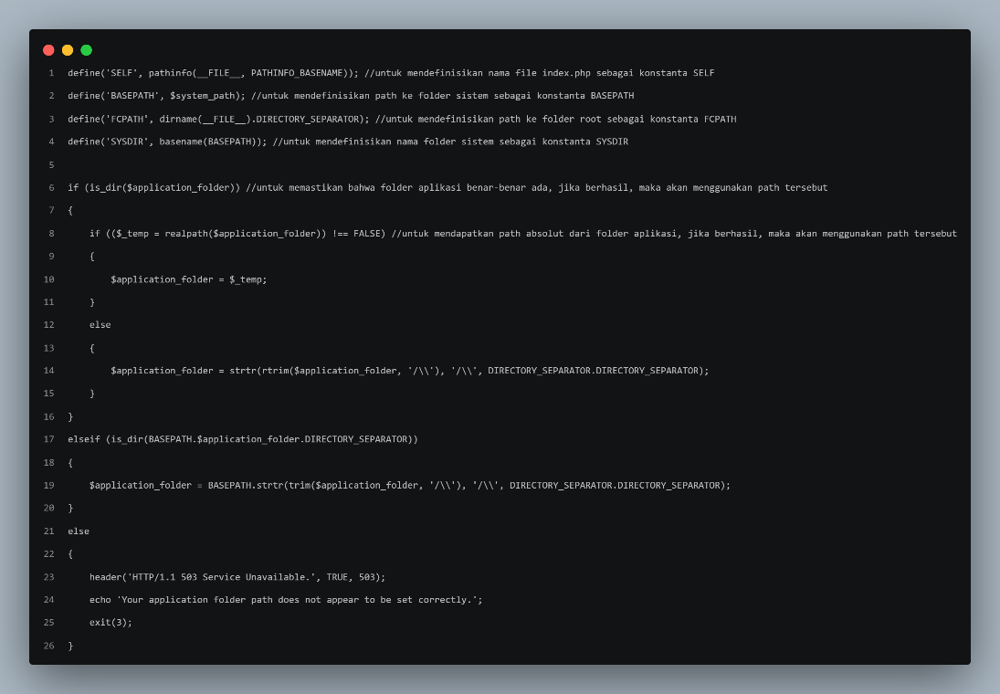 1 define('SELF', pathinfo(__FILE__, PATHINFO_BASENAME)); //untuk mendefinisikan nama file index.php sebagai konstanta SELF
2 define('BASEPATH', $system_path); //untuk mendefinisikan path ke folder sistem sebagai konstanta BASEPATH
3 define('FCPATH', dirname(__FILE__).DIRECTORY_SEPARATOR); //untuk mendefinisikan path ke folder root sebagai konstanta FCPATH
4 define('SYSDIR', basename(BASEPATH)); //untuk mendefinisikan nama folder sistem sebagai konstanta SYSDIR
5
6 if (is_dir($application_folder)) //untuk memastikan bahwa folder aplikasi benar-benar ada, jika berhasil, maka akan menggunakan path tersebut
7 {
8     if (($_temp = realpath($application_folder)) !== FALSE) //untuk mendapatkan path absolut dari folder aplikasi, jika berhasil, maka akan menggunakan path tersebut
9     {
10         $application_folder = $_temp;
11     }
12     else
13     {
14         $application_folder = strtr(rtrim($application_folder, '/\\'), '/\\', DIRECTORY_SEPARATOR.DIRECTORY_SEPARATOR);
15     }
16 }
17 elseif (is_dir(BASEPATH.$application_folder.DIRECTORY_SEPARATOR))
18 {
19     $application_folder = BASEPATH.strtr(trim($application_folder, '/\\'), '/\\', DIRECTORY_SEPARATOR.DIRECTORY_SEPARATOR);
20 }
21 else
22 {
23     header('HTTP/1.1 503 Service Unavailable.', TRUE, 503);
24     echo 'Your application folder path does not appear to be set correctly.';
25     exit(3);
26 }